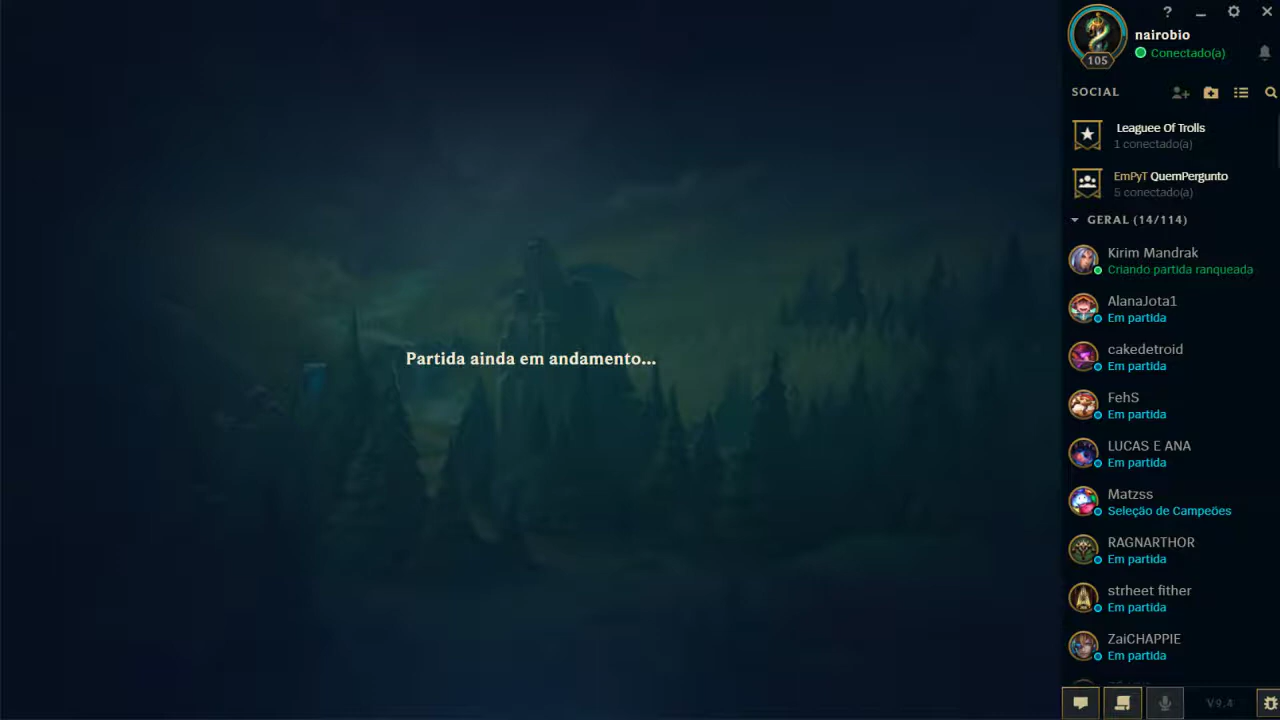 ?
nairobio
Conectado(a)
105
SOCIAL
Leaguee Of Trolls
1 conectado(a)
EmPyT QuemPergunto
5 conectado(a)
GERAL (14/114)
Kirim Mandrak
Criando partida ranqueada
AlanaJota1
Em partida
Partida ainda em andamento...
cakedetroid
Em partida
FehS
Em partida
LUCAS E ANA
Em partida
Matzss
Seleção de Campeões
RAGNARTHOR
Em partida
strheet fither
Em partida
ZaiCHAPPIE
Em partida
V9.4